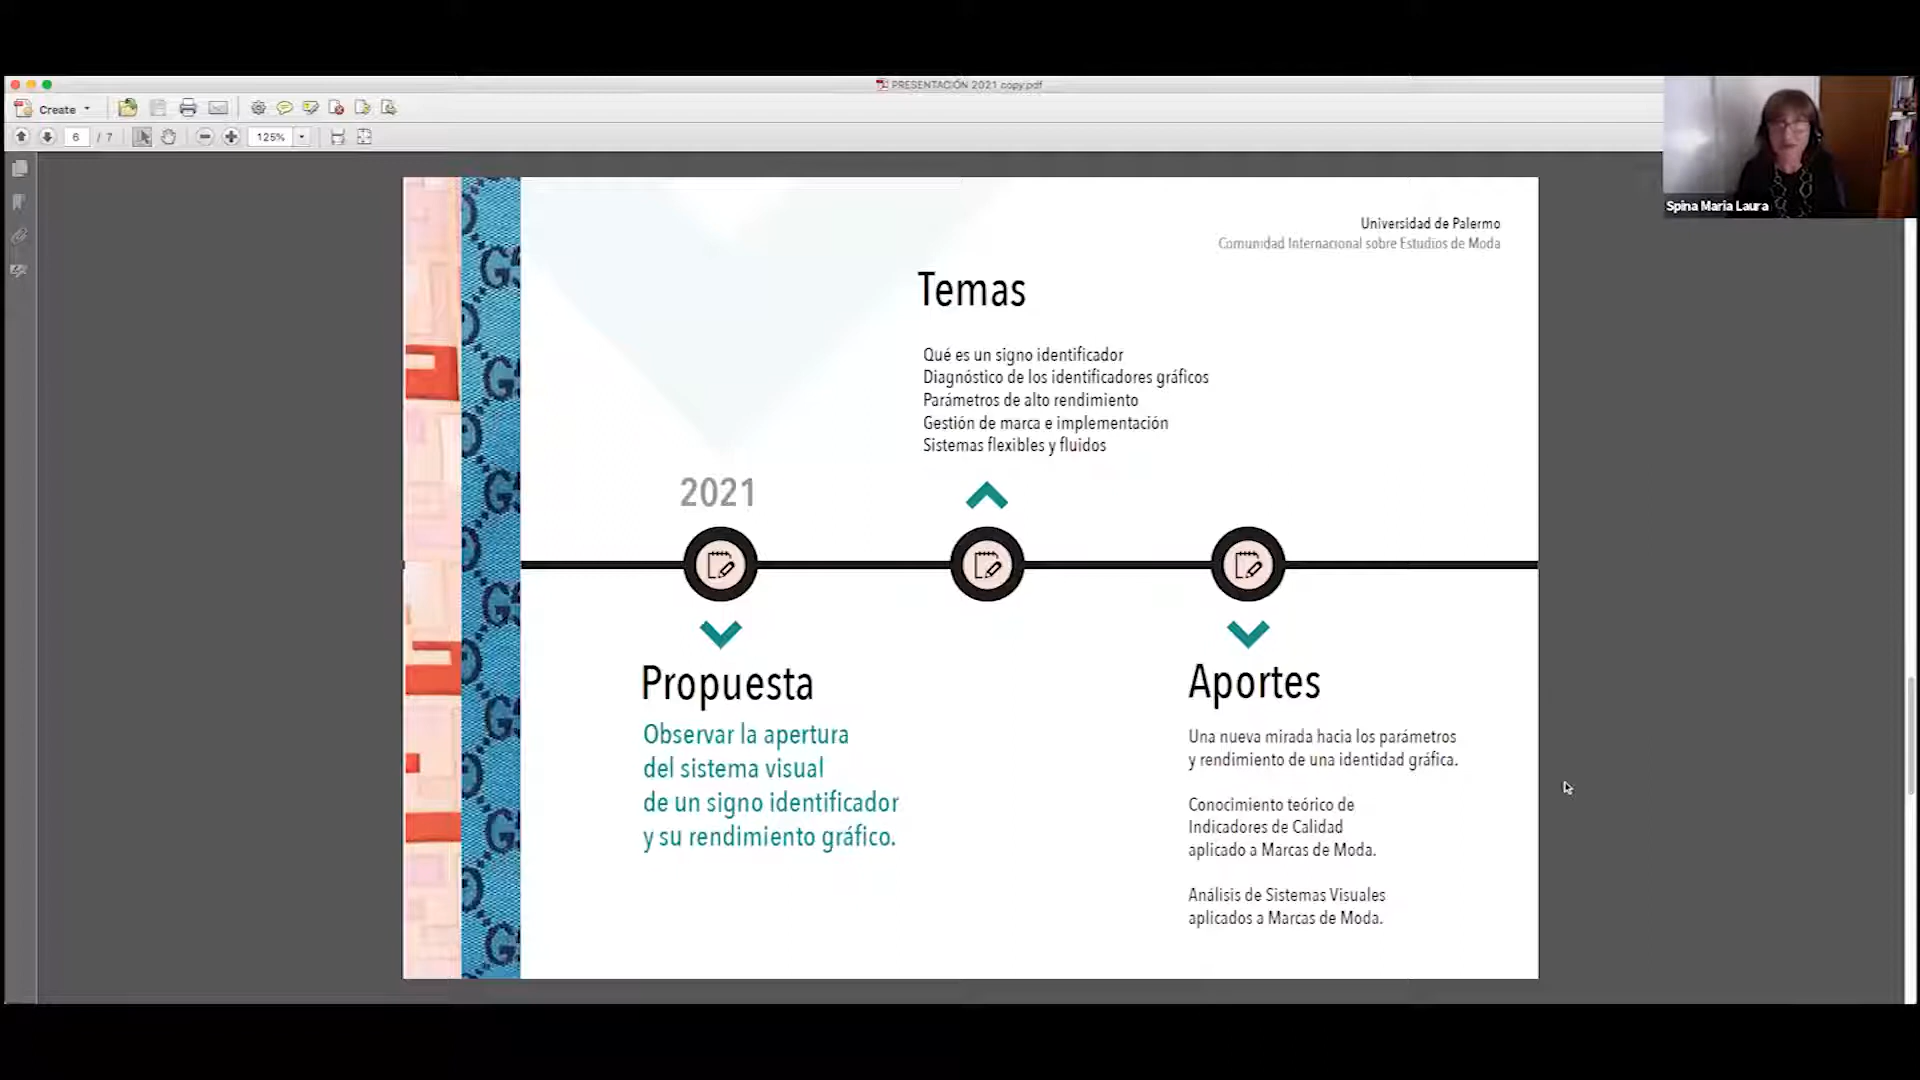 PRESENTACIÓN 2021 copy.pdf
Create
6 / 7
125%
Spina Maria Laura
Universidad de Palermo
Comunidad Internacional sobre Estudios de Moda
Temas
Qué es un signo identificador
Diagnóstico de los identificadores gráficos
Parámetros de alto rendimiento
Gestión de marca e implementación
Sistemas flexibles y fluidos
2021
Propuesta
Observar la apertura
del sistema visual
de un signo identificador
y su rendimiento gráfico.
Aportes
Una nueva mirada hacia los parámetros
y rendimiento de una identidad gráfica.
Conocimiento teórico de
Indicadores de Calidad
aplicado a Marcas de Moda.
Análisis de Sistemas Visuales
aplicados a Marcas de Moda.